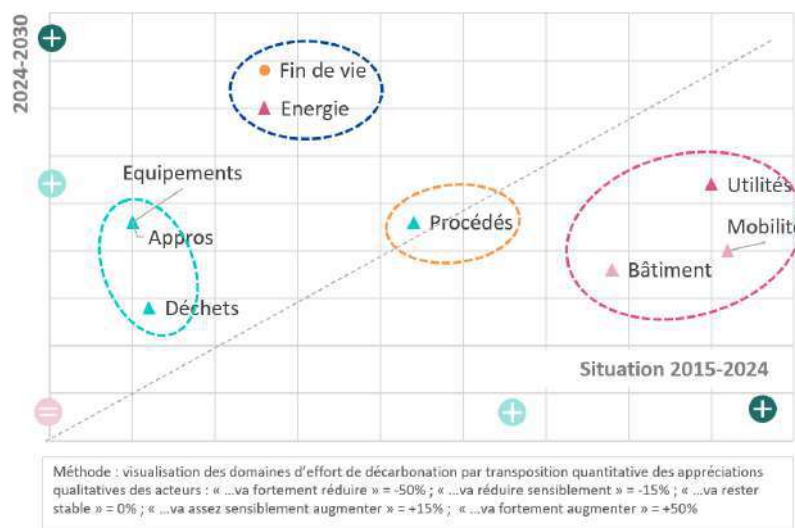 2024-2030
Fin de vie
Energie
Equipements
Appros
Déchets
Procédés
Utilités
Mobilité
Bâtiment
Situation 2015-2024
Méthode : visualisation des domaines d'effort de décarbonation par transposition quantitative des appréciations
qualitatives des acteurs : « ...va fortement réduire » = -50% ; « ...va réduire sensiblement » = -15% ; « ...va rester
stable » = 0% ; « ...va assez sensiblement augmenter » = +15% ; « ...va fortement augmenter » = +50%